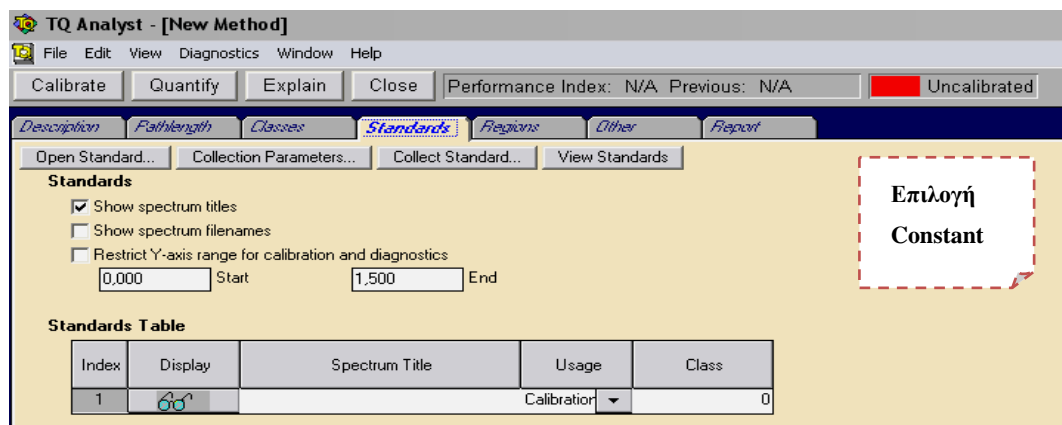 TQ Analyst - [New Method]
File Edit View Diagnostics Window Help
Calibrate Quantify Explain Close Performance Index: N/A Previous: N/A Uncalibrated
Description Pathlength Classes Standards Regions Other Report
Open Standard... Collection Parameters... Collect Standard... View Standards
Standards
Show spectrum titles
Show spectrum filenames
Restrict Y-axis range for calibration and diagnostics
0,000 Start 1,500 End
Επιλογή
Constant
Standards Table
Index Display Spectrum Title Usage Class
1 Calibration 0